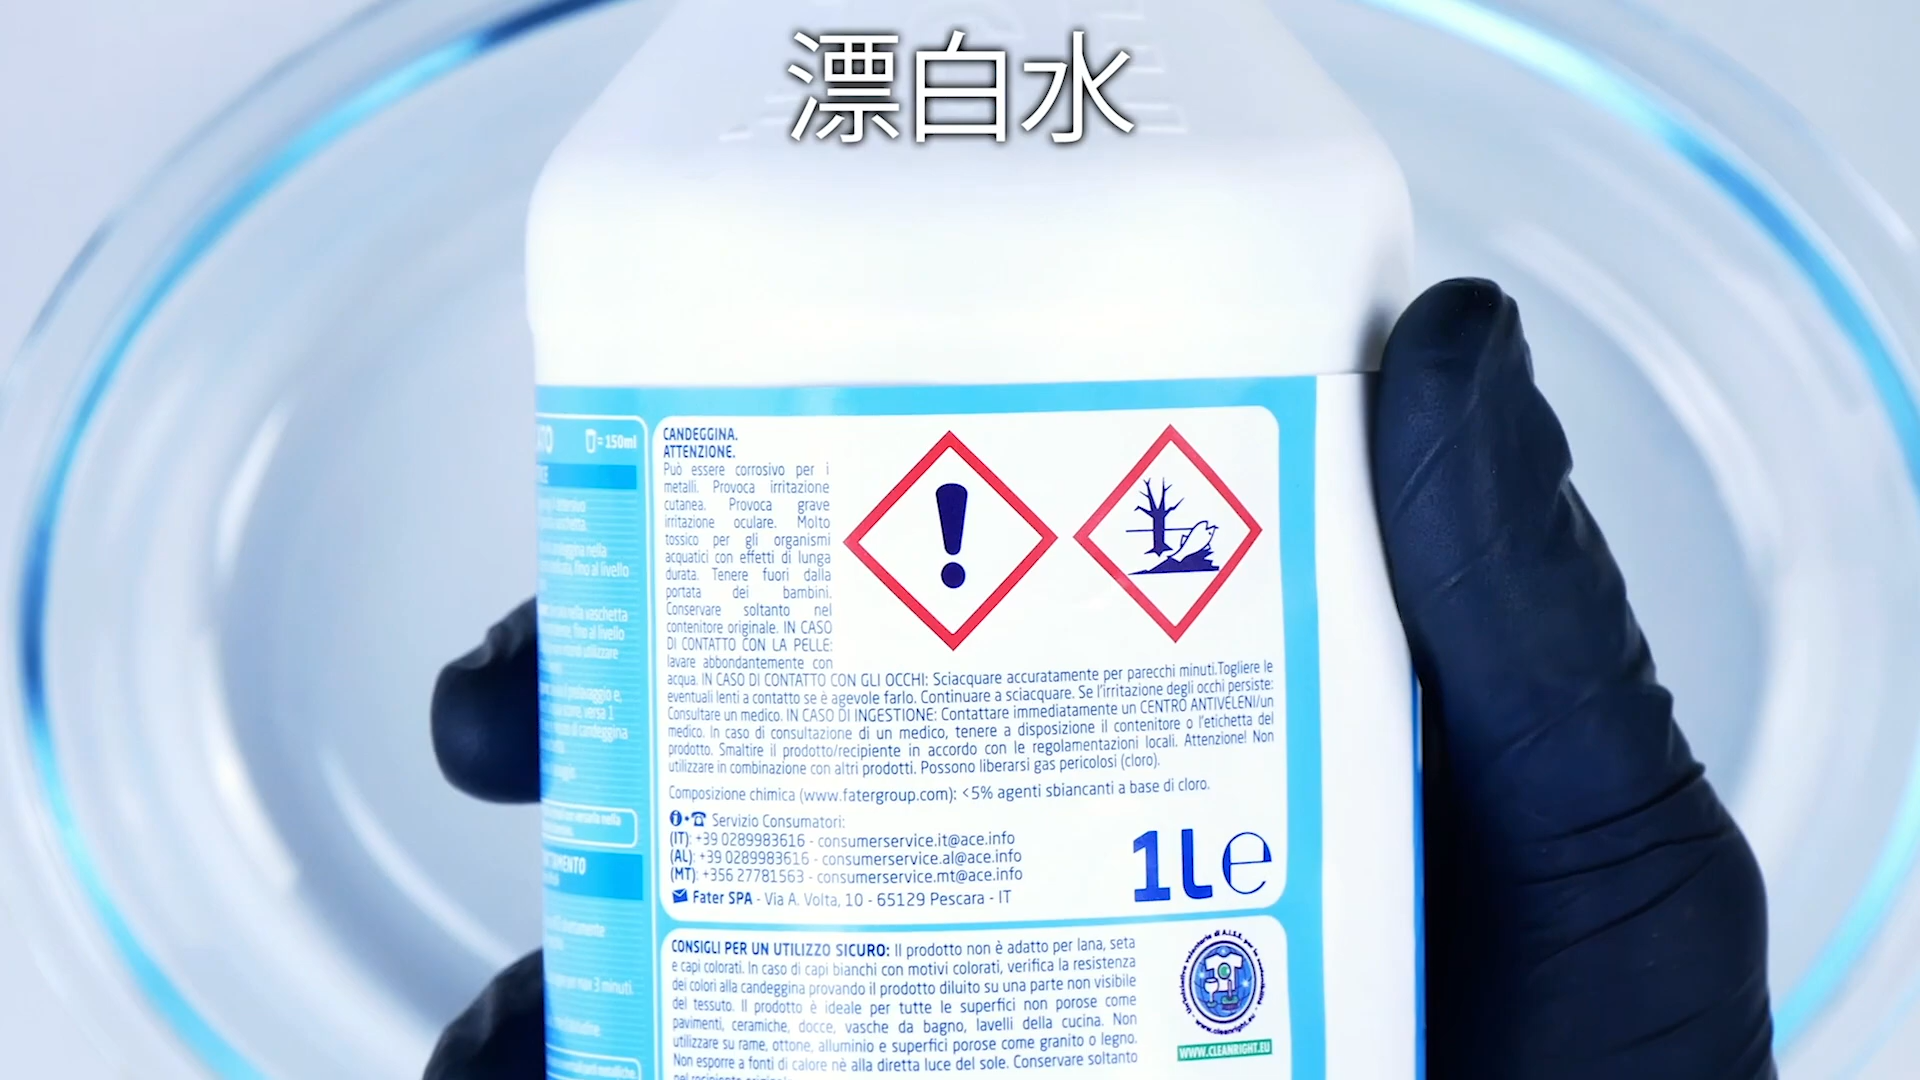 漂白水
= 150ml
CANDEGGINA.
ATTENZIONE.
Può essere corrosivo per i
metalli. Provoca irritazione
cutanea. Provoca grave
irritazione oculare. Molto
tossico per gli organismi
acquatici con effetti di lunga
durata. Tenere fuori dalla
portata dei bambini.
Conservare soltanto nel
contenitore originale. IN CASO
DI CONTATTO CON LA PELLE:
lavare abbondantemente con
acqua. IN CASO DI CONTATTO CON GLI OCCHI: Sciacquare accuratamente per parecchi minuti.Togliere le
eventuali lenti a contatto se è agevole farlo. Continuare a sciacquare. Se l'irritazione degli occhi persiste:
Consultare un medico. IN CASO DI INGESTIONE: Contattare immediatamente un CENTRO ANTIVELENI/un
medico. In caso di consultazione di un medico, tenere a disposizione il contenitore o l'etichetta del
prodotto. Smaltire il prodotto/recipiente in accordo con le regolamentazioni locali. Attenzione! Non
utilizzare in combinazione con altri prodotti. Possono liberarsi gas pericolosi (cloro).
Composizione chimica (www.fatergroup.com): <5% agenti sbiancanti a base di cloro.
Servizio Consumatori:
(IT): +39 0289983616 - consumerservice.it@ace.info
(AL): +39 0289983616 - consumerservice.al@ace.info
(MT): +356 27781563 - consumerservice.mt@ace.info
Fater SPA - Via A. Volta, 10 - 65129 Pescara - IT
1L e
CONSIGLI PER UN UTILIZZO SICURO: Il prodotto non è adatto per lana, seta
e capi colorati. In caso di capi bianchi con motivi colorati, verifica la resistenza
dei colori alla candeggina provando il prodotto diluito su una parte non visibile
del tessuto. Il prodotto è ideale per tutte le superfici non porose come
pavimenti, ceramiche, docce, vasche da bagno, lavelli della cucina. Non
utilizzare su rame, ottone, alluminio e superfici porose come granito o legno.
Non esporre a fonti di calore nè alla diretta luce del sole. Conservare soltanto
WWW.CLEANRIGHT.EU